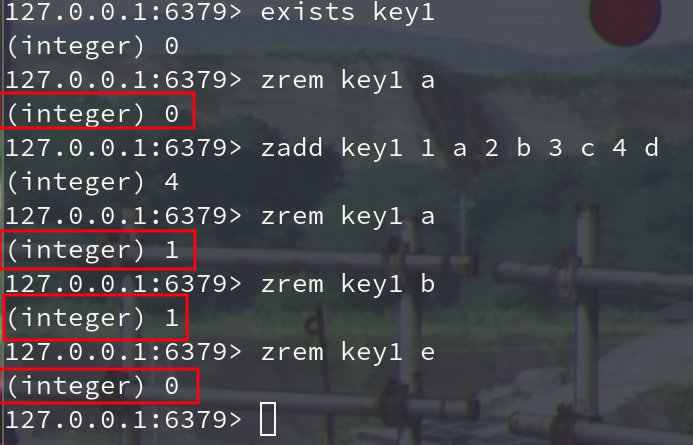 127.0.0.1:6379> exists key1
(integer) 0
127.0.0.1:6379> zrem key1 a
(integer) 0
127.0.0.1:6379> zadd key1 1 a 2 b 3 c 4 d
(integer) 4
127.0.0.1:6379> zrem key1 a
(integer) 1
127.0.0.1:6379> zrem key1 b
(integer) 1
127.0.0.1:6379> zrem key1 e
(integer) 0
127.0.0.1:6379>